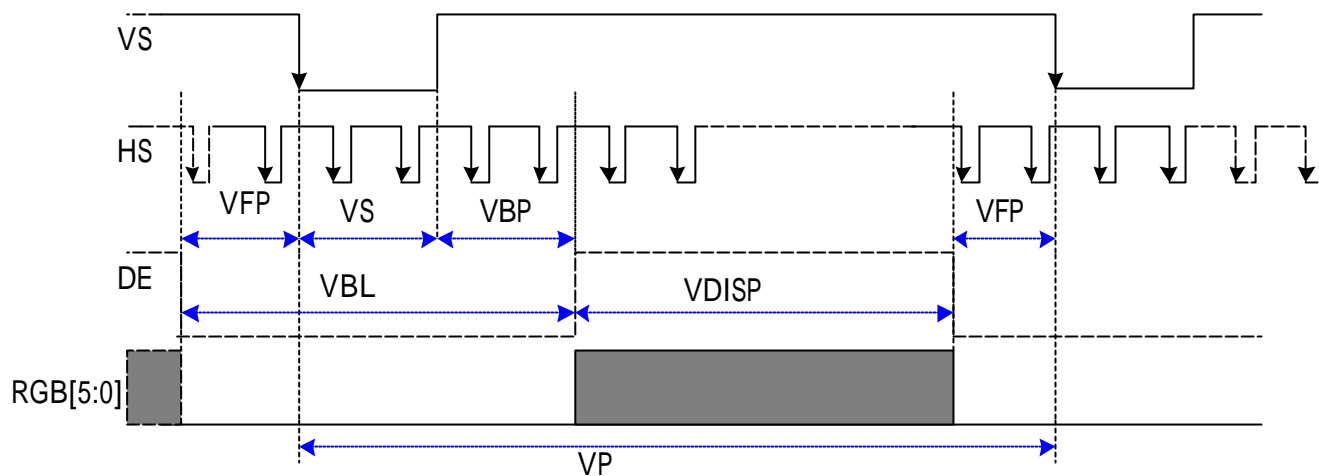 VS
HS
VFP VS VBP VFP
DE
VBL VDISP
RGB[5:0]
VP